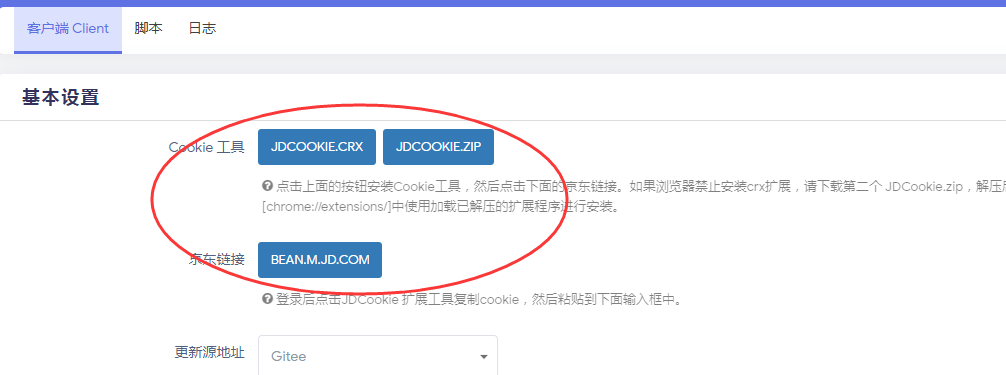 客户端 Client 脚本 日志
基本设置
Cookie 工具 JDCOOKIE.CRX JDCOOKIE.ZIP
点击上面的按钮安装Cookie工具，然后点击下面的京东链接。如果浏览器禁止安装crx扩展，请下载第二个 JDCookie.zip，解压后
[chrome://extensions/]中使用加载已解压的扩展程序进行安装。
京东链接 BEAN.M.JD.COM
登录后点击JDCookie 扩展工具复制cookie，然后粘贴到下面输入框中。
更新源地址 Gitee